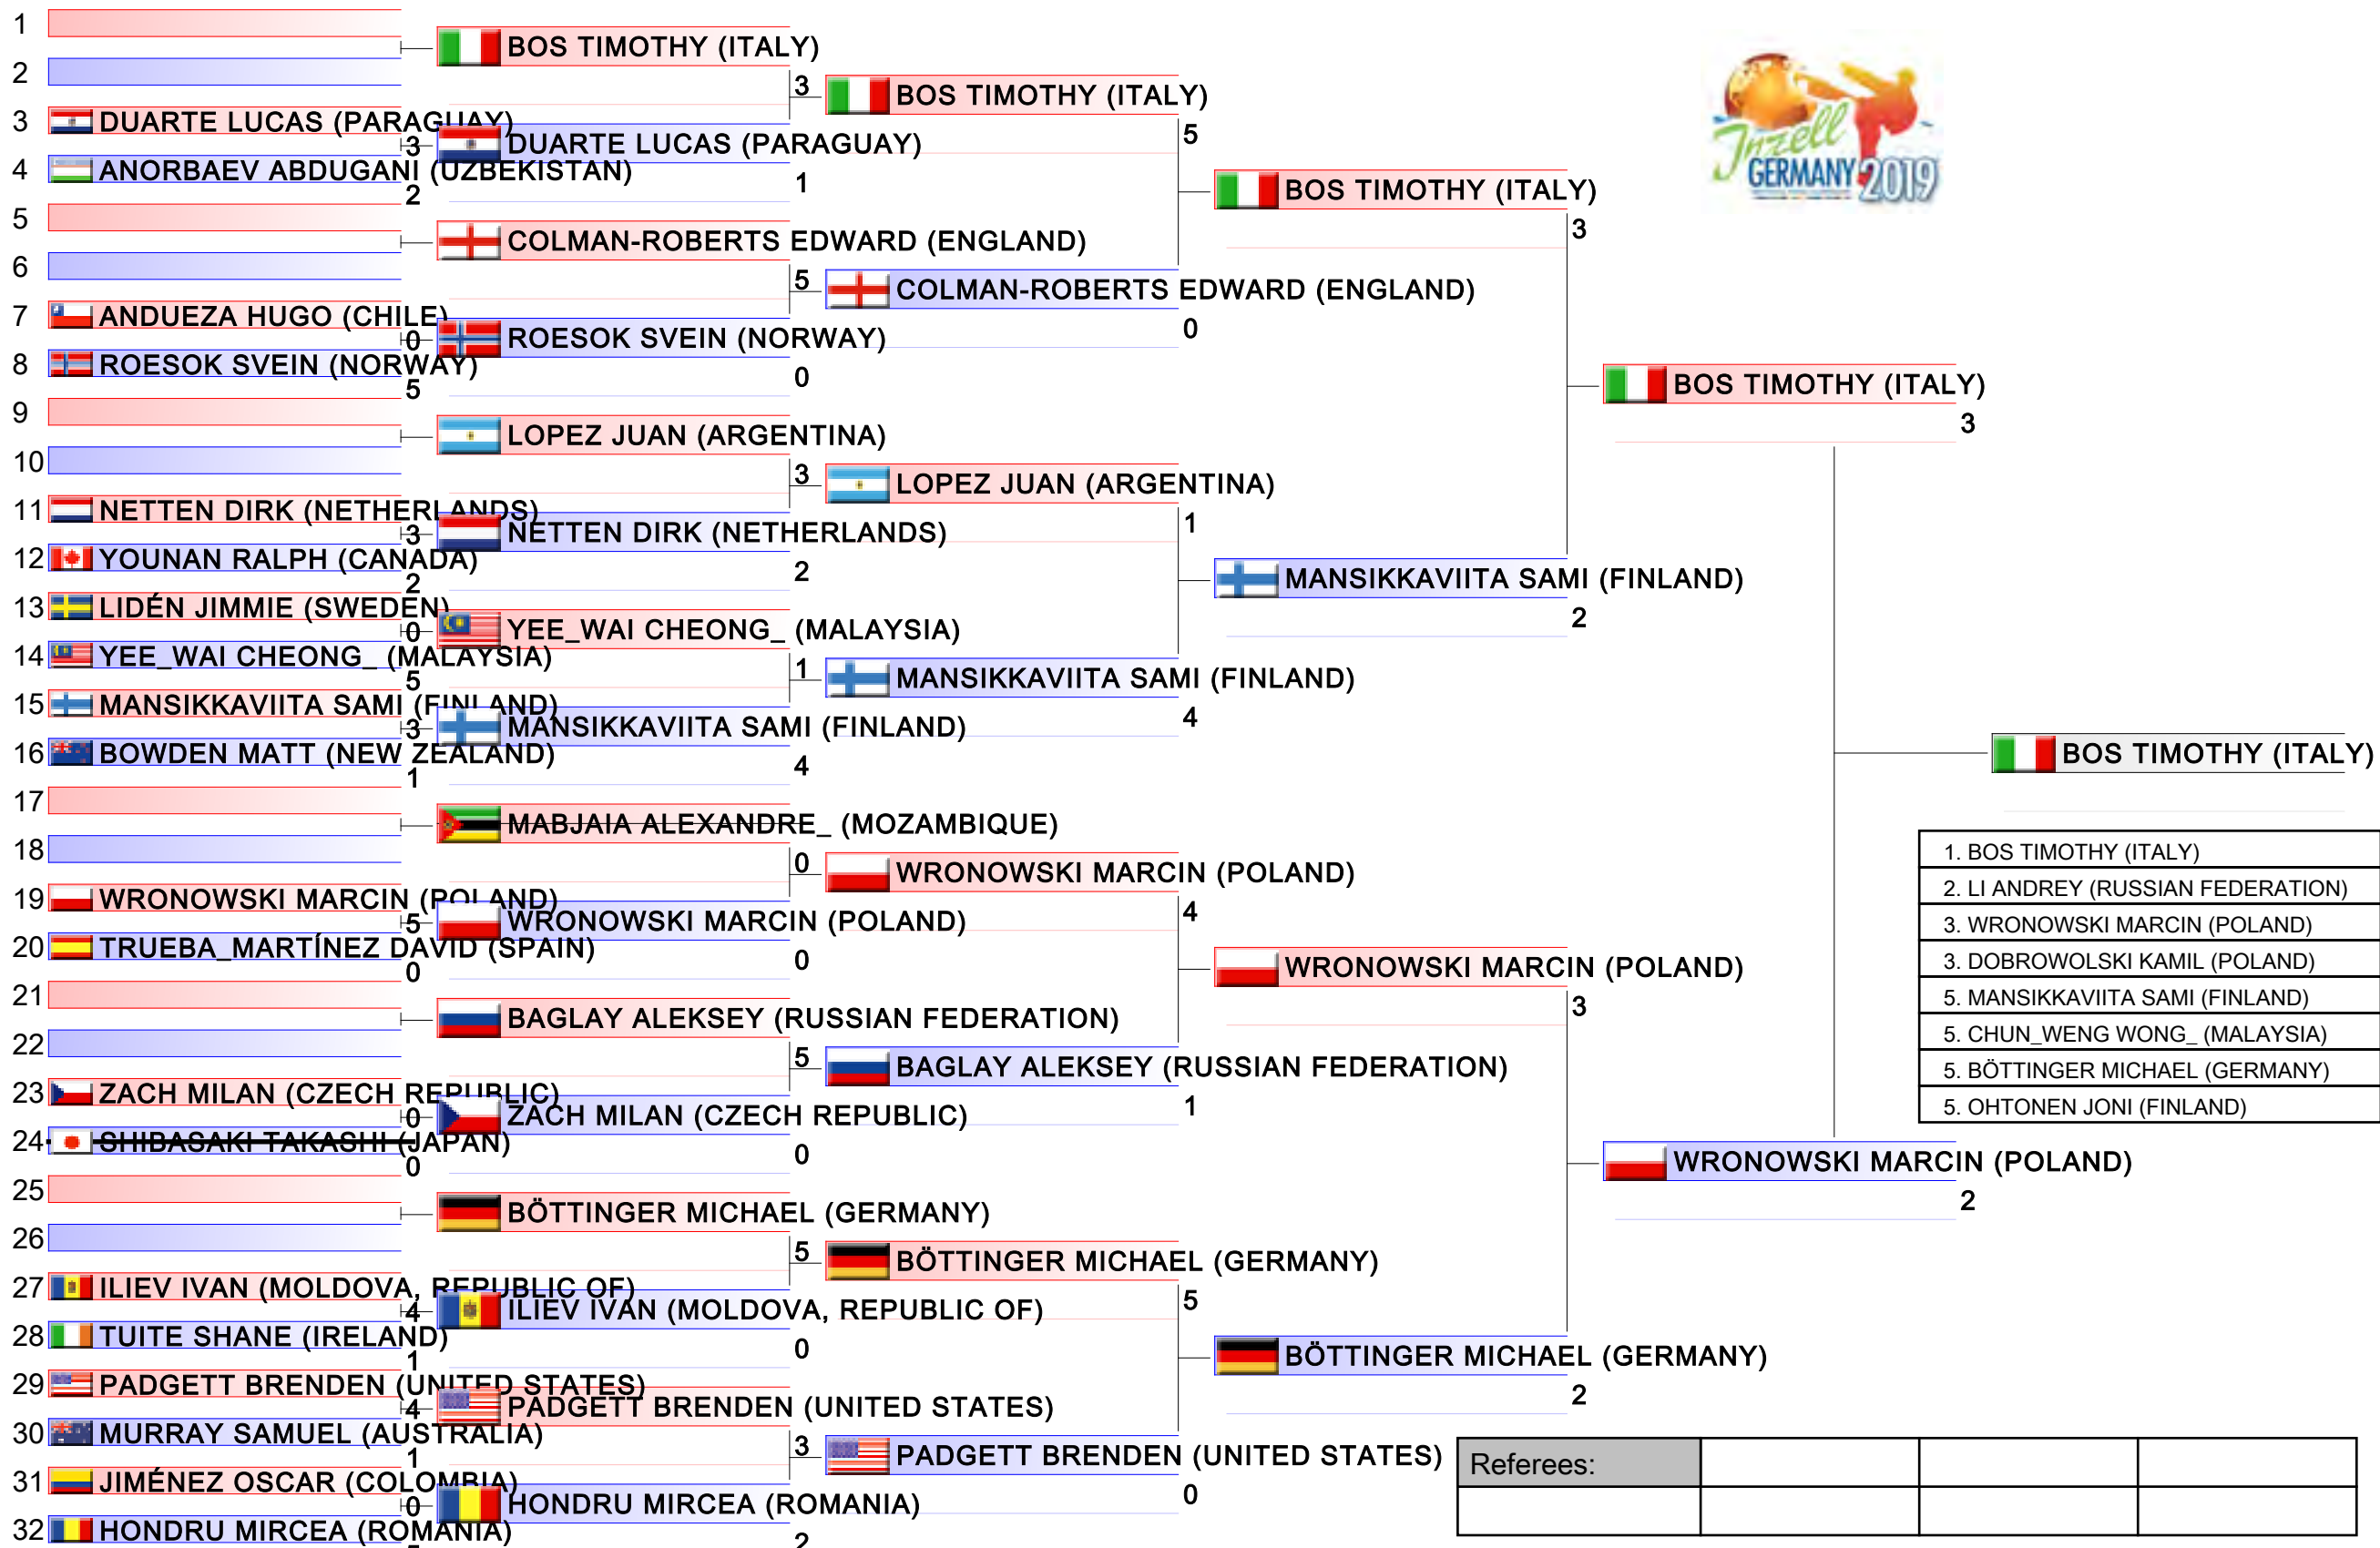 1
BOS TIMOTHY (ITALY)
2
3
BOS TIMOTHY (ITALY)
3 DUARTE LUCAS (PARAGUAY)
3
DUARTE LUCAS (PARAGUAY)
5
4 ANORBAEV ABDUGANI (UZBEKISTAN)
2
1
BOS TIMOTHY (ITALY)
3
5
COLMAN-ROBERTS EDWARD (ENGLAND)
6
5
COLMAN-ROBERTS EDWARD (ENGLAND)
0
7 ANDUEZA HUGO (CHILE)
0
ROESOK SVEIN (NORWAY)
8 ROESOK SVEIN (NORWAY)
5
0
BOS TIMOTHY (ITALY)
3
9
LOPEZ JUAN (ARGENTINA)
10
3
LOPEZ JUAN (ARGENTINA)
1
11 NETTEN DIRK (NETHERLANDS)
3
NETTEN DIRK (NETHERLANDS)
12 YOUNAN RALPH (CANADA)
2
2
MANSIKKAVIITA SAMI (FINLAND)
2
13 LIDÉN JIMMIE (SWEDEN)
0
YEE_WAI CHEONG_ (MALAYSIA)
14 YEE_WAI CHEONG_ (MALAYSIA)
5
1
MANSIKKAVIITA SAMI (FINLAND)
4
15 MANSIKKAVIITA SAMI (FINLAND)
3
MANSIKKAVIITA SAMI (FINLAND)
16 BOWDEN MATT (NEW ZEALAND)
1
4
BOS TIMOTHY (ITALY)
17
MABJAIA ALEXANDRE_ (MOZAMBIQUE)
18
0
WRONOWSKI MARCIN (POLAND)
4
19 WRONOWSKI MARCIN (POLAND)
5
WRONOWSKI MARCIN (POLAND)
20 TRUEBA_MARTÍNEZ DAVID (SPAIN)
0
0
WRONOWSKI MARCIN (POLAND)
3
21
BAGLAY ALEKSEY (RUSSIAN FEDERATION)
22
5
BAGLAY ALEKSEY (RUSSIAN FEDERATION)
1
23 ZACH MILAN (CZECH REPUBLIC)
0
ZACH MILAN (CZECH REPUBLIC)
24 SHIBASAKI TAKASHI (JAPAN)
0
0
WRONOWSKI MARCIN (POLAND)
2
25
BÖTTINGER MICHAEL (GERMANY)
26
5
BÖTTINGER MICHAEL (GERMANY)
5
27 ILIEV IVAN (MOLDOVA, REPUBLIC OF)
4
ILIEV IVAN (MOLDOVA, REPUBLIC OF)
28 TUITE SHANE (IRELAND)
1
0
BÖTTINGER MICHAEL (GERMANY)
2
29 PADGETT BRENDEN (UNITED STATES)
4
PADGETT BRENDEN (UNITED STATES)
30 MURRAY SAMUEL (AUSTRALIA)
1
3
PADGETT BRENDEN (UNITED STATES)
0
31 JIMÉNEZ OSCAR (COLOMBIA)
0
HONDRU MIRCEA (ROMANIA)
32 HONDRU MIRCEA (ROMANIA)
2
Inzell
GERMANY 2019
1. BOS TIMOTHY (ITALY)
2. LI ANDREY (RUSSIAN FEDERATION)
3. WRONOWSKI MARCIN (POLAND)
3. DOBROWOLSKI KAMIL (POLAND)
5. MANSIKKAVIITA SAMI (FINLAND)
5. CHUN_WENG WONG_ (MALAYSIA)
5. BÖTTINGER MICHAEL (GERMANY)
5. OHTONEN JONI (FINLAND)
Referees: